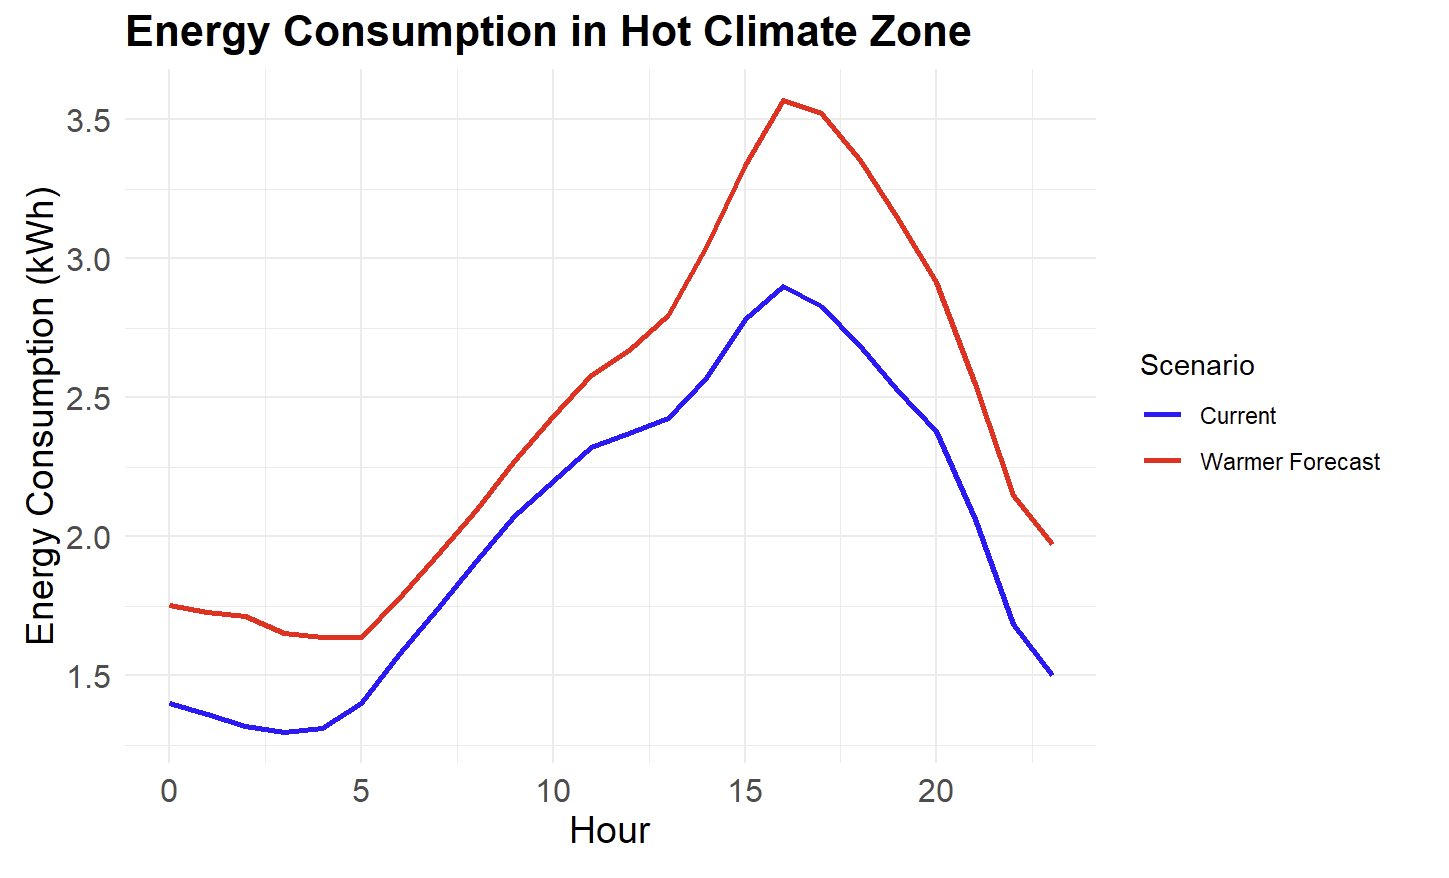 Energy Consumption in Hot Climate Zone
Energy Consumption (kWh)
3.5
3.0
2.5
2.0
1.5
0 5 10 15 20
Hour
Scenario
Current
Warmer Forecast